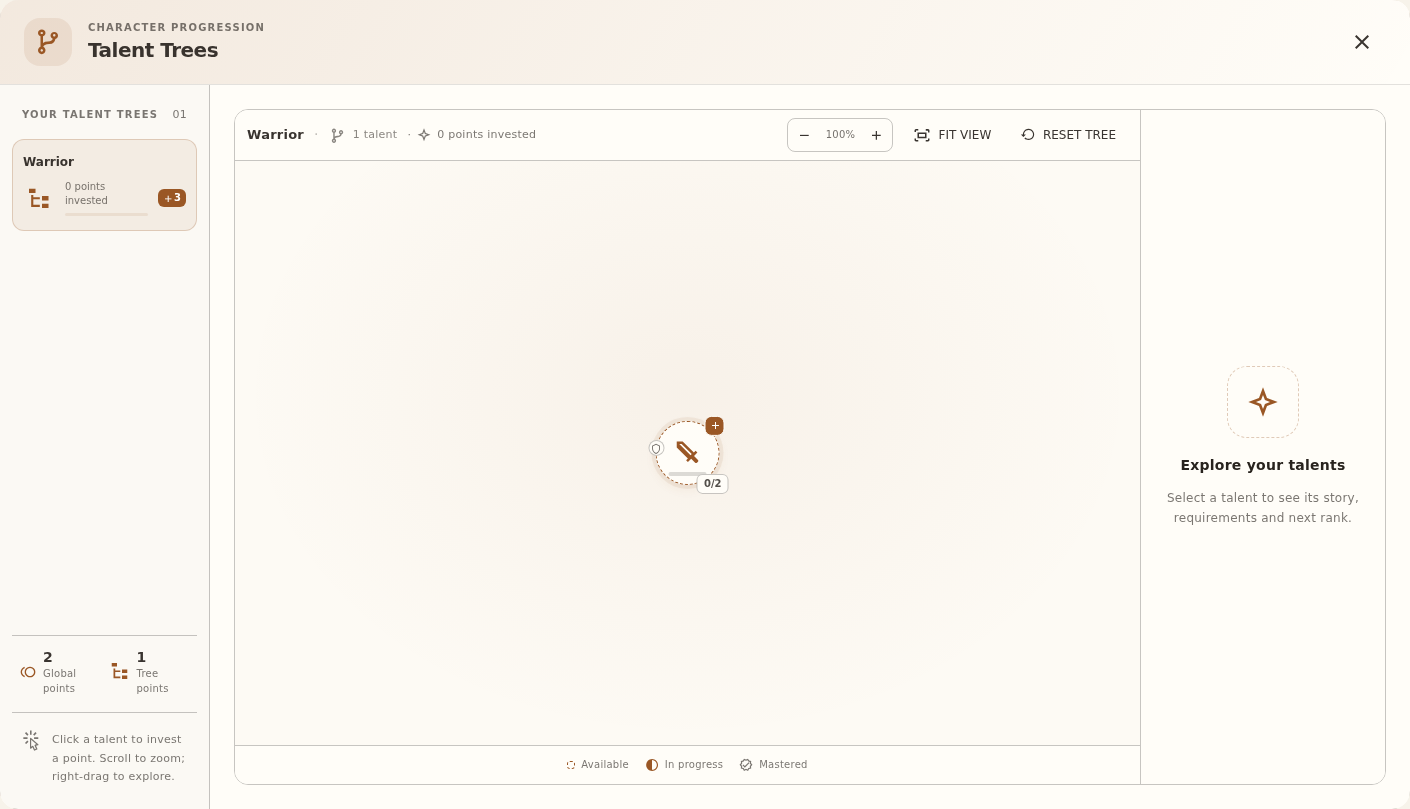 CHARACTER PROGRESSION
Talent Trees
YOUR TALENT TREES 01
Warrior
0 points
invested
+3
2
Global
points
1
Tree
points
Click a talent to invest
a point. Scroll to zoom;
right-drag to explore.
Warrior · 1 talent · 0 points invested
− 100% +
FIT VIEW
RESET TREE
+
0/2
Available
In progress
Mastered
Explore your talents
Select a talent to see its story,
requirements and next rank.